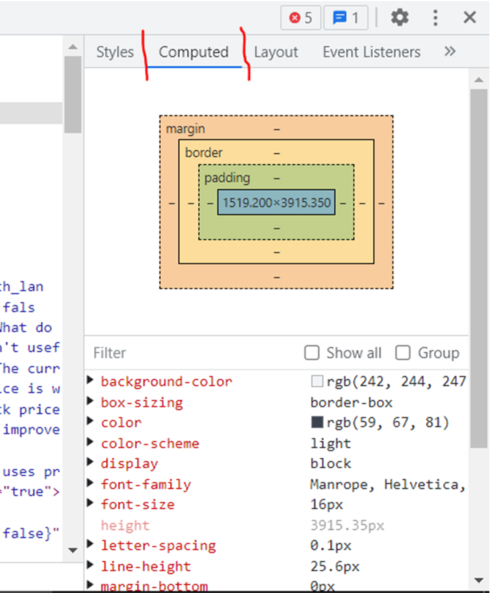 5 1
Styles Computed Layout Event Listeners »
margin –
border –
padding –
– – – 1519.200×3915.350 – – –
–
–
–
th_lan
fals
What do
n't usef
The curr
ice is w
ck price
improve
uses pr
="true">
false}"
Filter Show all Group
background-color rgb(242, 244, 247
box-sizing border-box
color rgb(59, 67, 81)
color-scheme light
display block
font-family Manrope, Helvetica,
font-size 16px
height 3915.35px
letter-spacing 0.1px
line-height 25.6px
margin-bottom 0px